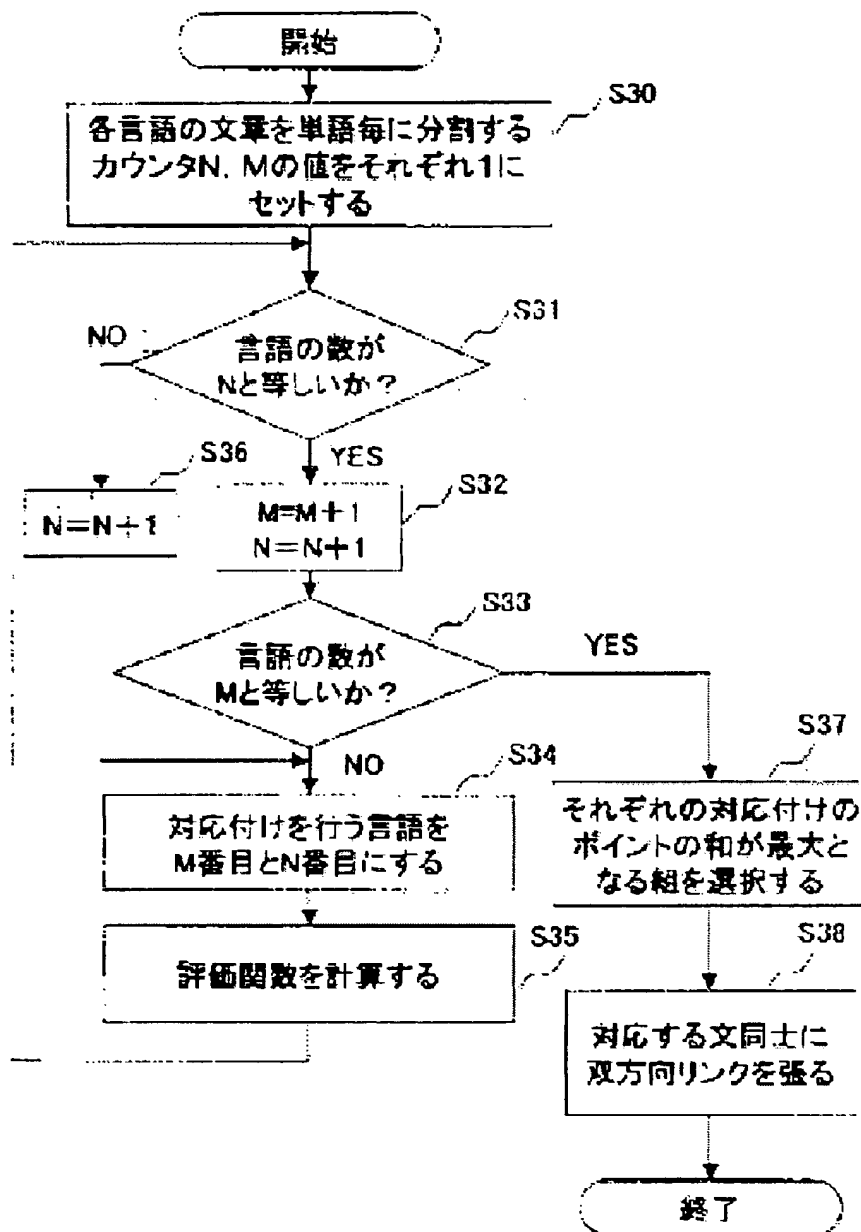 開始
S30
各言語の文章を単語毎に分割する
カウンタN, Mの値をそれぞれ1に
セットする
S31
NO
言語の数が
Nと等しいか?
YES
S36
N=N+1
S32
M=M+1
N=N+1
S33
言語の数が
Mと等しいか?
YES
NO
S34
対応付けを行う言語を
M番目とN番目にする
S35
評価関数を計算する
S37
それぞれの対応付けの
ポイントの和が最大と
なる組を選択する
S38
対応する文同士に
双方向リンクを張る
終了